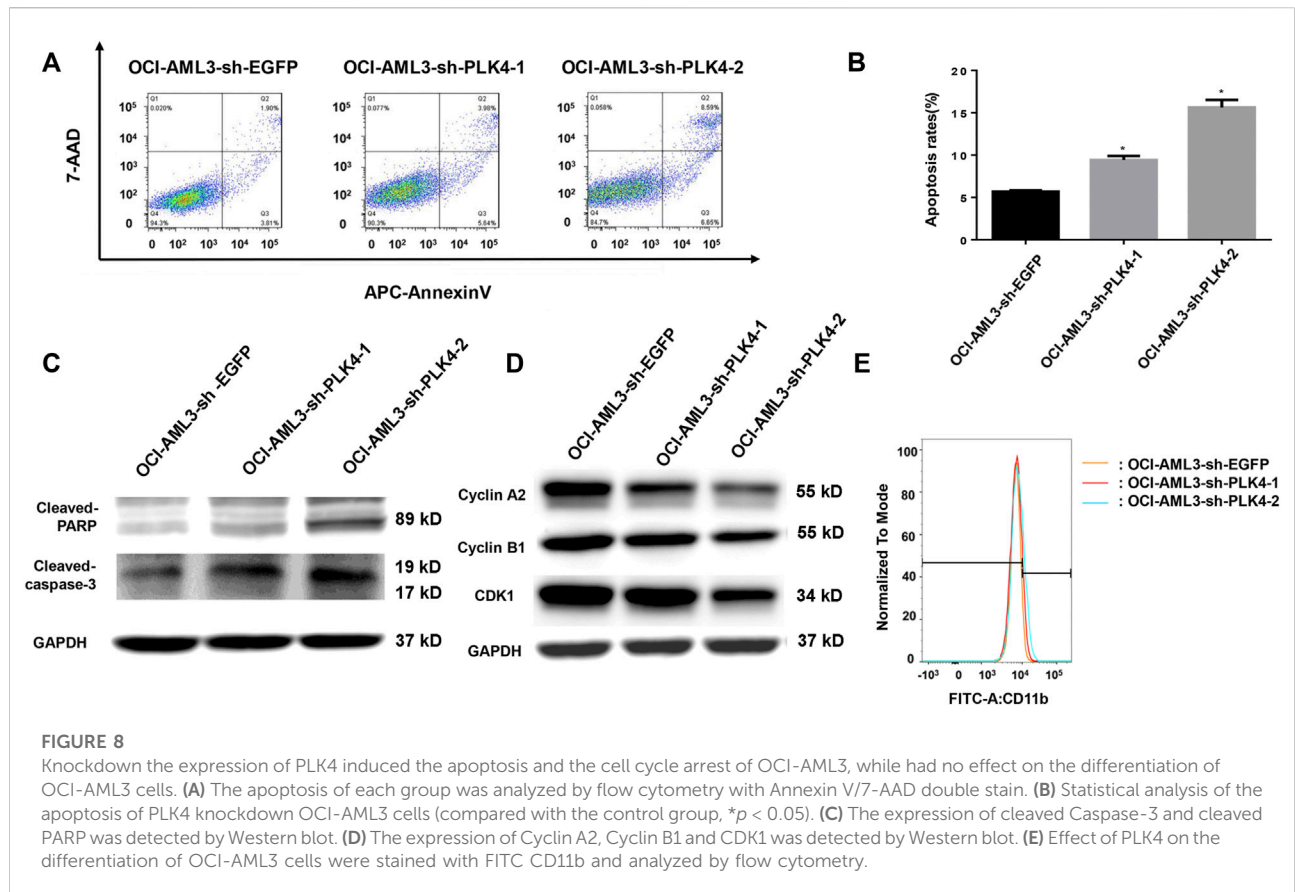 A
OCI-AML3-sh-EGFP
OCI-AML3-sh-PLK4-1
OCI-AML3-sh-PLK4-2
7-AAD
10⁵
10⁴
10³
10²
0
Q1
0.020%
Q2
1.90%
Q4
94.3%
Q3
3.81%
0 10² 10³ 10⁴ 10⁵
Q1
0.077%
Q2
3.98%
Q4
90.3%
Q3
5.64%
10⁵
10⁴
10³
10²
0
0 10² 10³ 10⁴ 10⁵
Q1
0.058%
Q2
8.59%
Q4
84.7%
Q3
6.65%
10⁵
10⁴
10³
10²
0
0 10² 10³ 10⁴ 10⁵
APC-AnnexinV
B
Apoptosis rates(%)
20
15
10
5
0
*
*
OCI-AML3-sh-EGFP
OCI-AML3-sh-PLK4-1
OCI-AML3-sh-PLK4-2
C
OCI-AML3-sh -EGFP
OCI-AML3-sh-PLK4-1
OCI-AML3-sh-PLK4-2
Cleaved-
PARP
89 kD
Cleaved-
caspase-3
19 kD
17 kD
GAPDH
37 kD
D
OCI-AML3-sh-EGFP
OCI-AML3-sh-PLK4-1
OCI-AML3-sh-PLK4-2
Cyclin A2
55 kD
Cyclin B1
55 kD
CDK1
34 kD
GAPDH
37 kD
E
Normalized To Mode
100
80
60
40
20
0
-10³ 0 10³ 10⁴ 10⁵
FITC-A:CD11b
: OCI-AML3-sh-EGFP
: OCI-AML3-sh-PLK4-1
: OCI-AML3-sh-PLK4-2
FIGURE 8
Knockdown the expression of PLK4 induced the apoptosis and the cell cycle arrest of OCI-AML3, while had no effect on the differentiation of
OCI-AML3 cells. (A) The apoptosis of each group was analyzed by flow cytometry with Annexin V/7-AAD double stain. (B) Statistical analysis of the
apoptosis of PLK4 knockdown OCI-AML3 cells (compared with the control group, *p < 0.05). (C) The expression of cleaved Caspase-3 and cleaved
PARP was detected by Western blot. (D) The expression of Cyclin A2, Cyclin B1 and CDK1 was detected by Western blot. (E) Effect of PLK4 on the
differentiation of OCI-AML3 cells were stained with FITC CD11b and analyzed by flow cytometry.